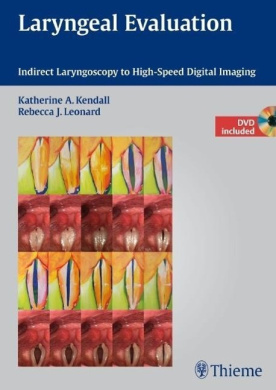 Laryngeal Evaluation
Indirect Laryngoscopy to High-Speed Digital Imaging
Katherine A. Kendall
Rebecca J. Leonard
DVD
included
Thieme